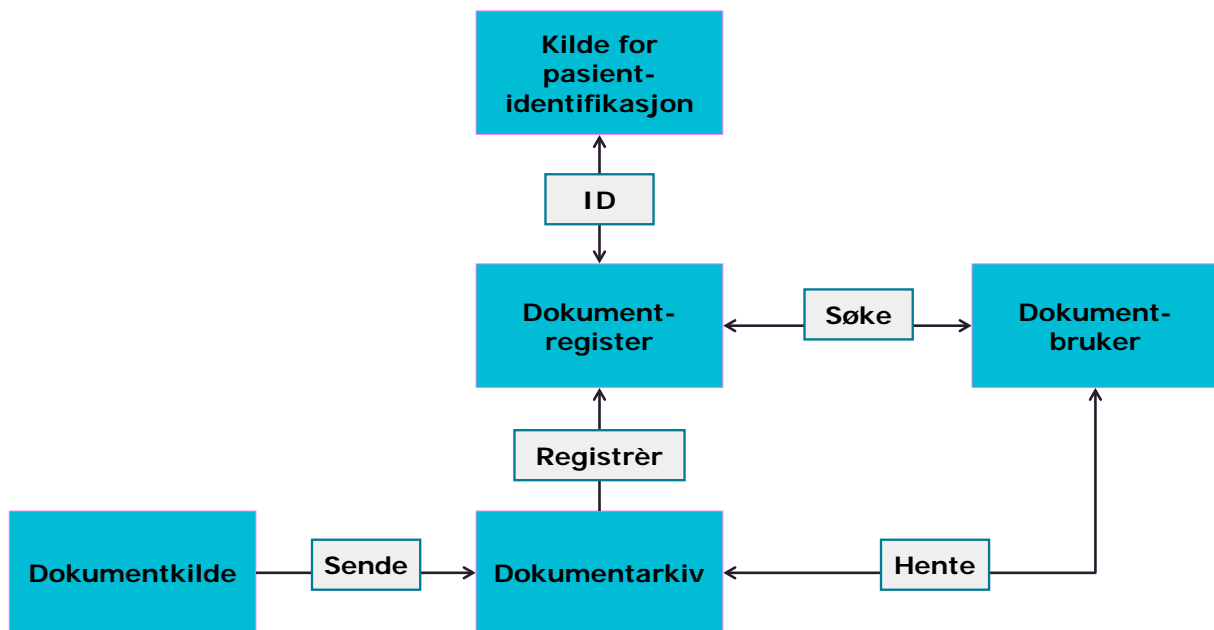 Kilde for
pasient-
identifikasjon
ID
Dokument-
register
Søke
Dokument-
bruker
Registrèr
Dokumentkilde
Sende
Dokumentarkiv
Hente